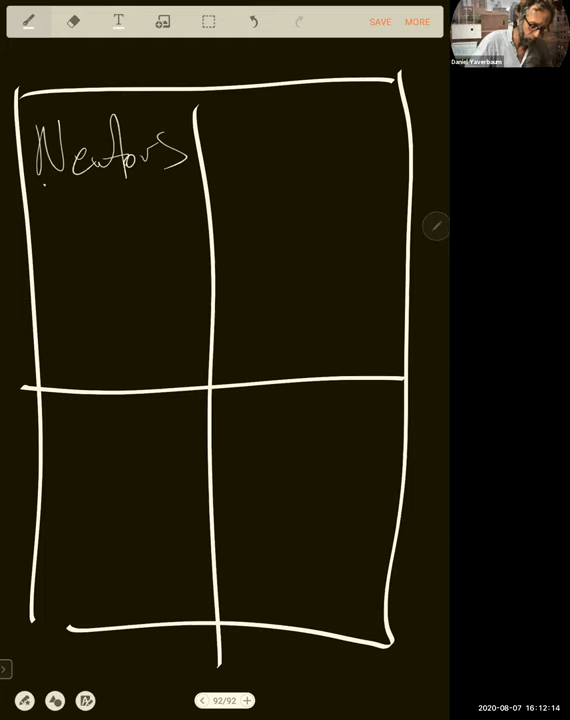 T SAVE MORE
Daniel Yaverbaum
Newtons
92/92
2020-08-07 16:12:14